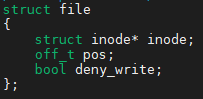 struct file
{
    struct inode* inode;
    off_t pos;
    bool deny_write;
};